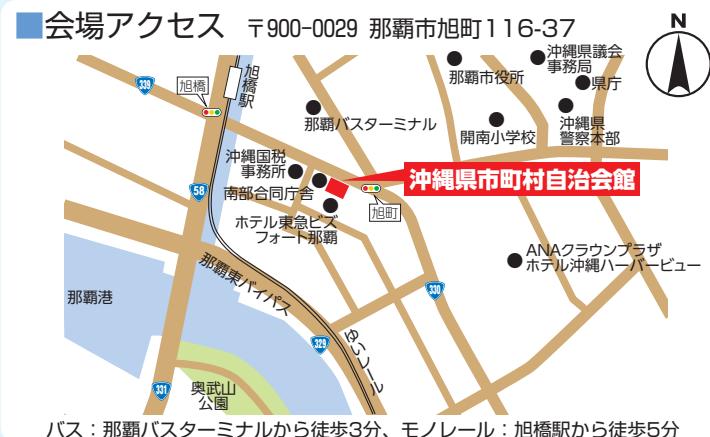 ■会場アクセス 〒900-0029 那覇市旭町116-37
N
339
旭橋
旭橋駅
那覇バスターミナル
那覇市役所
沖縄県議会
事務局
県庁
開南小学校
沖縄県
警察本部
沖縄国税
事務所
南部合同庁舎
沖縄県市町村自治会館
旭町
58
ホテル東急ビズ
フォート那覇
ANAクラウンプラザ
ホテル沖縄ハーバービュー
那覇港
那覇東バイパス
330
329
ゆいレール
331
奥武山
公園
バス：那覇バスターミナルから徒歩3分、モノレール：旭橋駅から徒歩5分